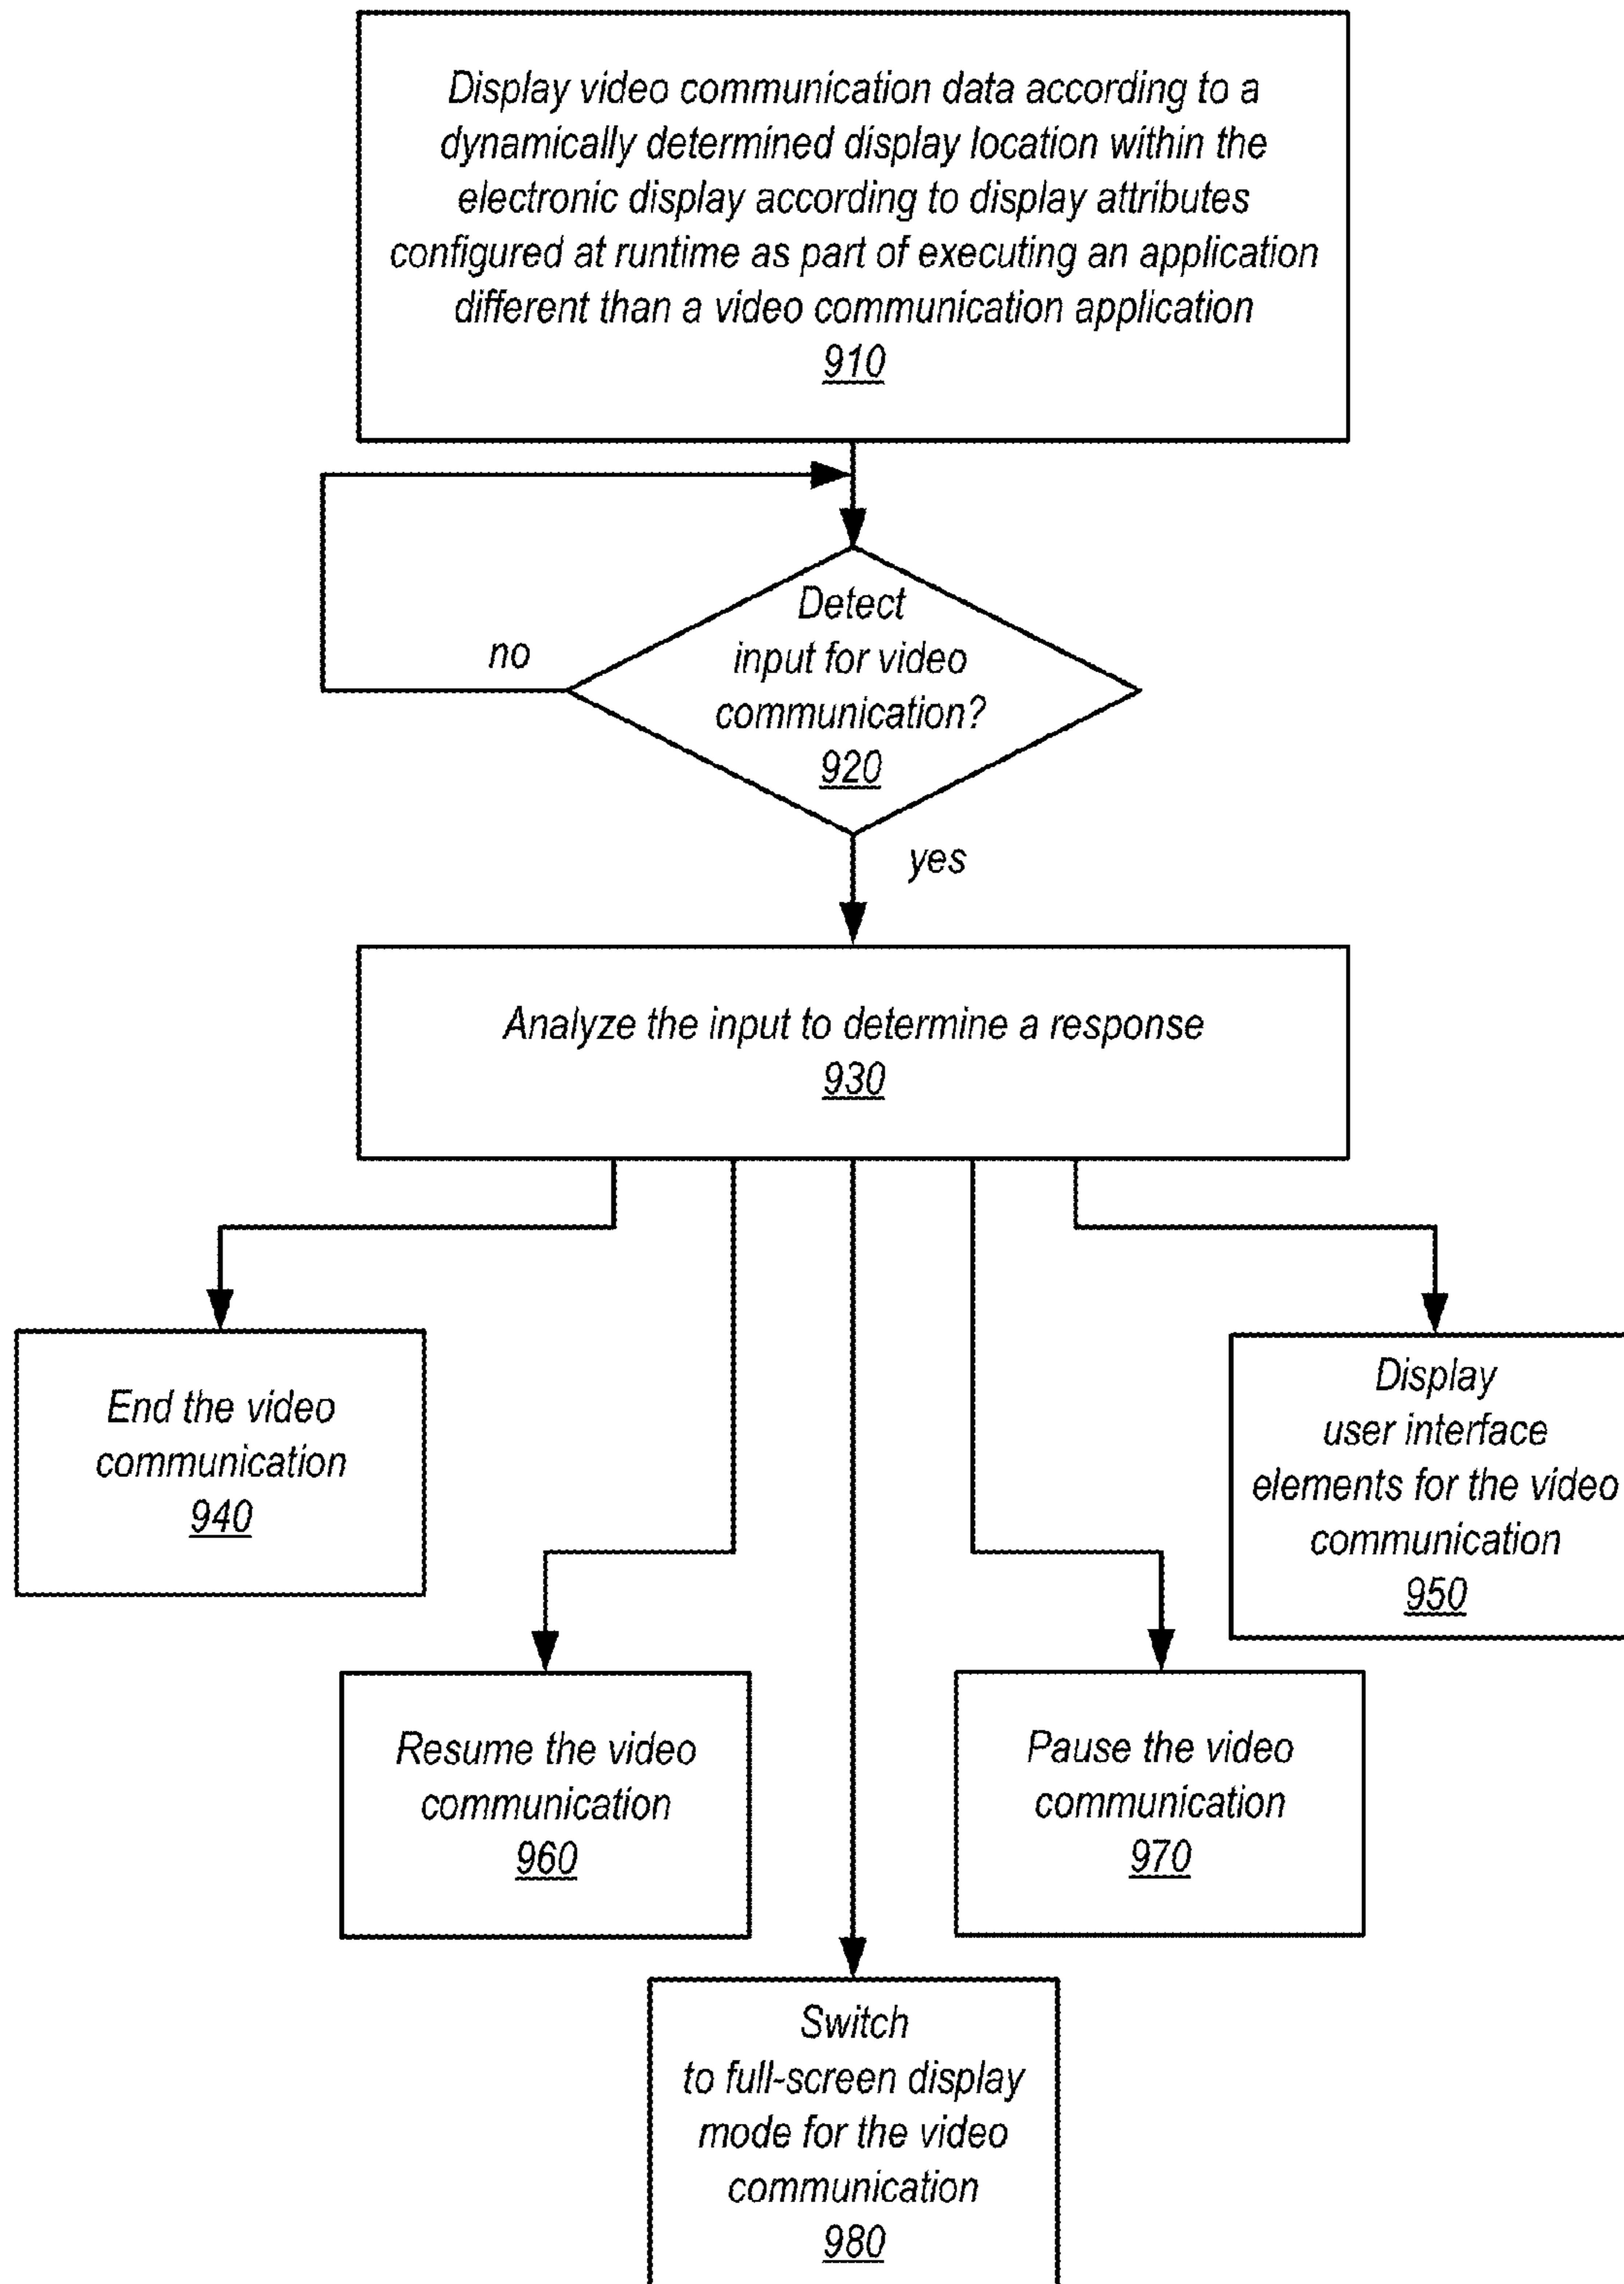 Display video communication data according to a
dynamically determined display location within the
electronic display according to display attributes
configured at runtime as part of executing an application
different than a video communication application
910
Detect
input for video
communication?
920
no
yes
Analyze the input to determine a response
930
End the video
communication
940
Display
user interface
elements for the video
communication
950
Resume the video
communication
960
Pause the video
communication
970
Switch
to full-screen display
mode for the video
communication
980